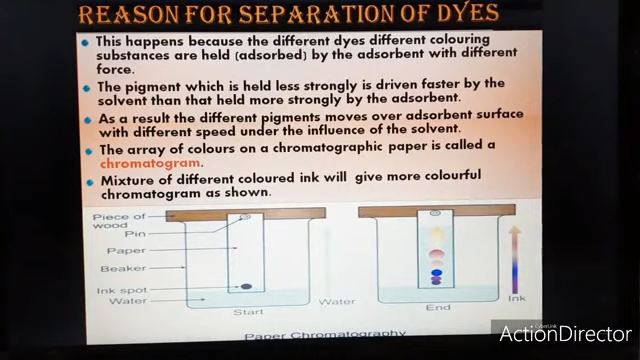 REASON FOR SEPARATION OF DYES
This happens because the different dyes different colouring
substances are held (adsorbed) by the adsorbent with different
force.
The pigment which is held less strongly is driven faster by the
solvent than that held more strongly by the adsorbent.
As a result the different pigments moves over adsorbent surface
with different speed under the influence of the solvent.
The array of colours on a chromatographic paper is called a
chromatogram.
Mixture of different coloured ink will give more colourful
chromatogram as shown.
Piece of
wood
Pin
Paper
Beaker
Ink spot
Water
Start
Water
End
Ink
Paper Chromatography
CyberLink
ActionDirector